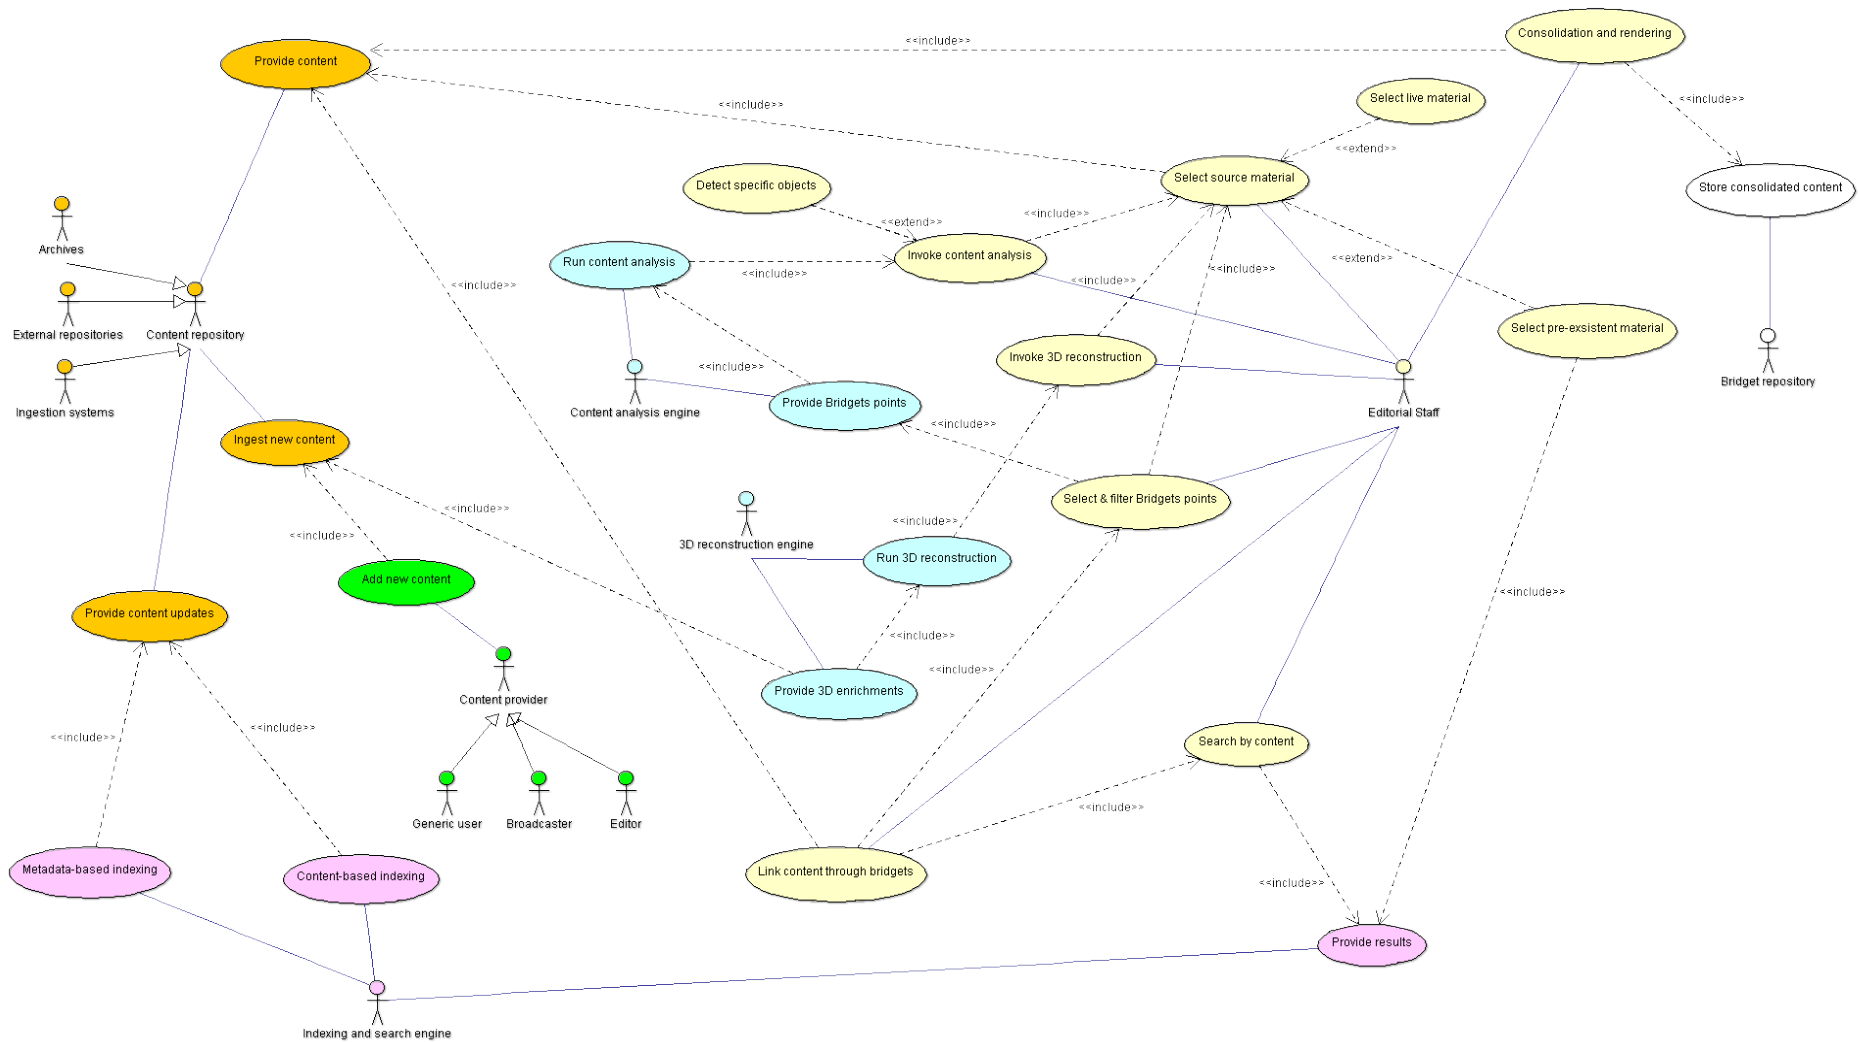 Consolidation and rendering
<<include>>
Provide content
Select live material
<<include>>
<<include>>
<<extend>>
Select source material
Detect specific objects
Store consolidated content
<<include>>
<<extend>>
Archives
Invoke content analysis
<<extend>>
Run content analysis
<<include>>
<<include>>
<<include>>
<<include>>
External repositories
Content repository
Select pre-exsistent material
Invoke 3D reconstruction
<<include>>
Bridget repository
Ingestion systems
Content analysis engine
Provide Bridgets points
Editorial Staff
<<include>>
Ingest new content
Select & filter Bridgets points
<<include>>
<<include>>
<<include>>
3D reconstruction engine
Run 3D reconstruction
Add new content
<<include>>
Provide content updates
<<include>>
<<include>>
Provide 3D enrichments
Content provider
<<include>>
<<include>>
Search by content
<<include>>
Generic user
Broadcaster
Editor
Metadata-based indexing
Content-based indexing
Link content through bridgets
<<include>>
Provide results
Indexing and search engine